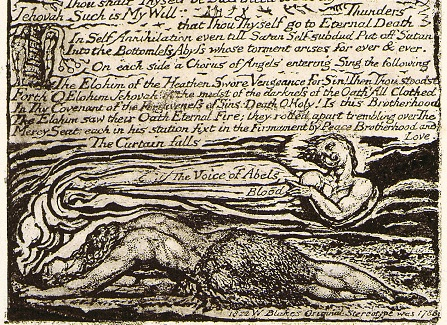 Thou shalt Thyself be Sacrificed to Me thy God
Jehovah. Such is My Will. Thunders
that Thou Thyself go to Eternal Death
In Self Annihilation even till Satan Self-subdud Put off Satan
Into the Bottomless Abyss whose torment arises for ever & ever.
On each side a Chorus of Angels entering Sing the following
The Elohim of the Heathen Swore Vengeance for Sin! Then Thou stoodst
Forth O Elohim Jehovah! in the midst of the darkness of the Oath! All Clothed
In Thy Covenant of the Forgiveness of Sins: Death O Holy! Is this Brotherhood
The Elohim saw their Oath Eternal Fire; they rolled apart trembling over The
Mercy Seat: each in his station fixt in the Firmament by Peace Brotherhood and Love.
The Curtain falls
The Voice of Abels
Blood
1822 W Blakes Original Stereotype was 1788